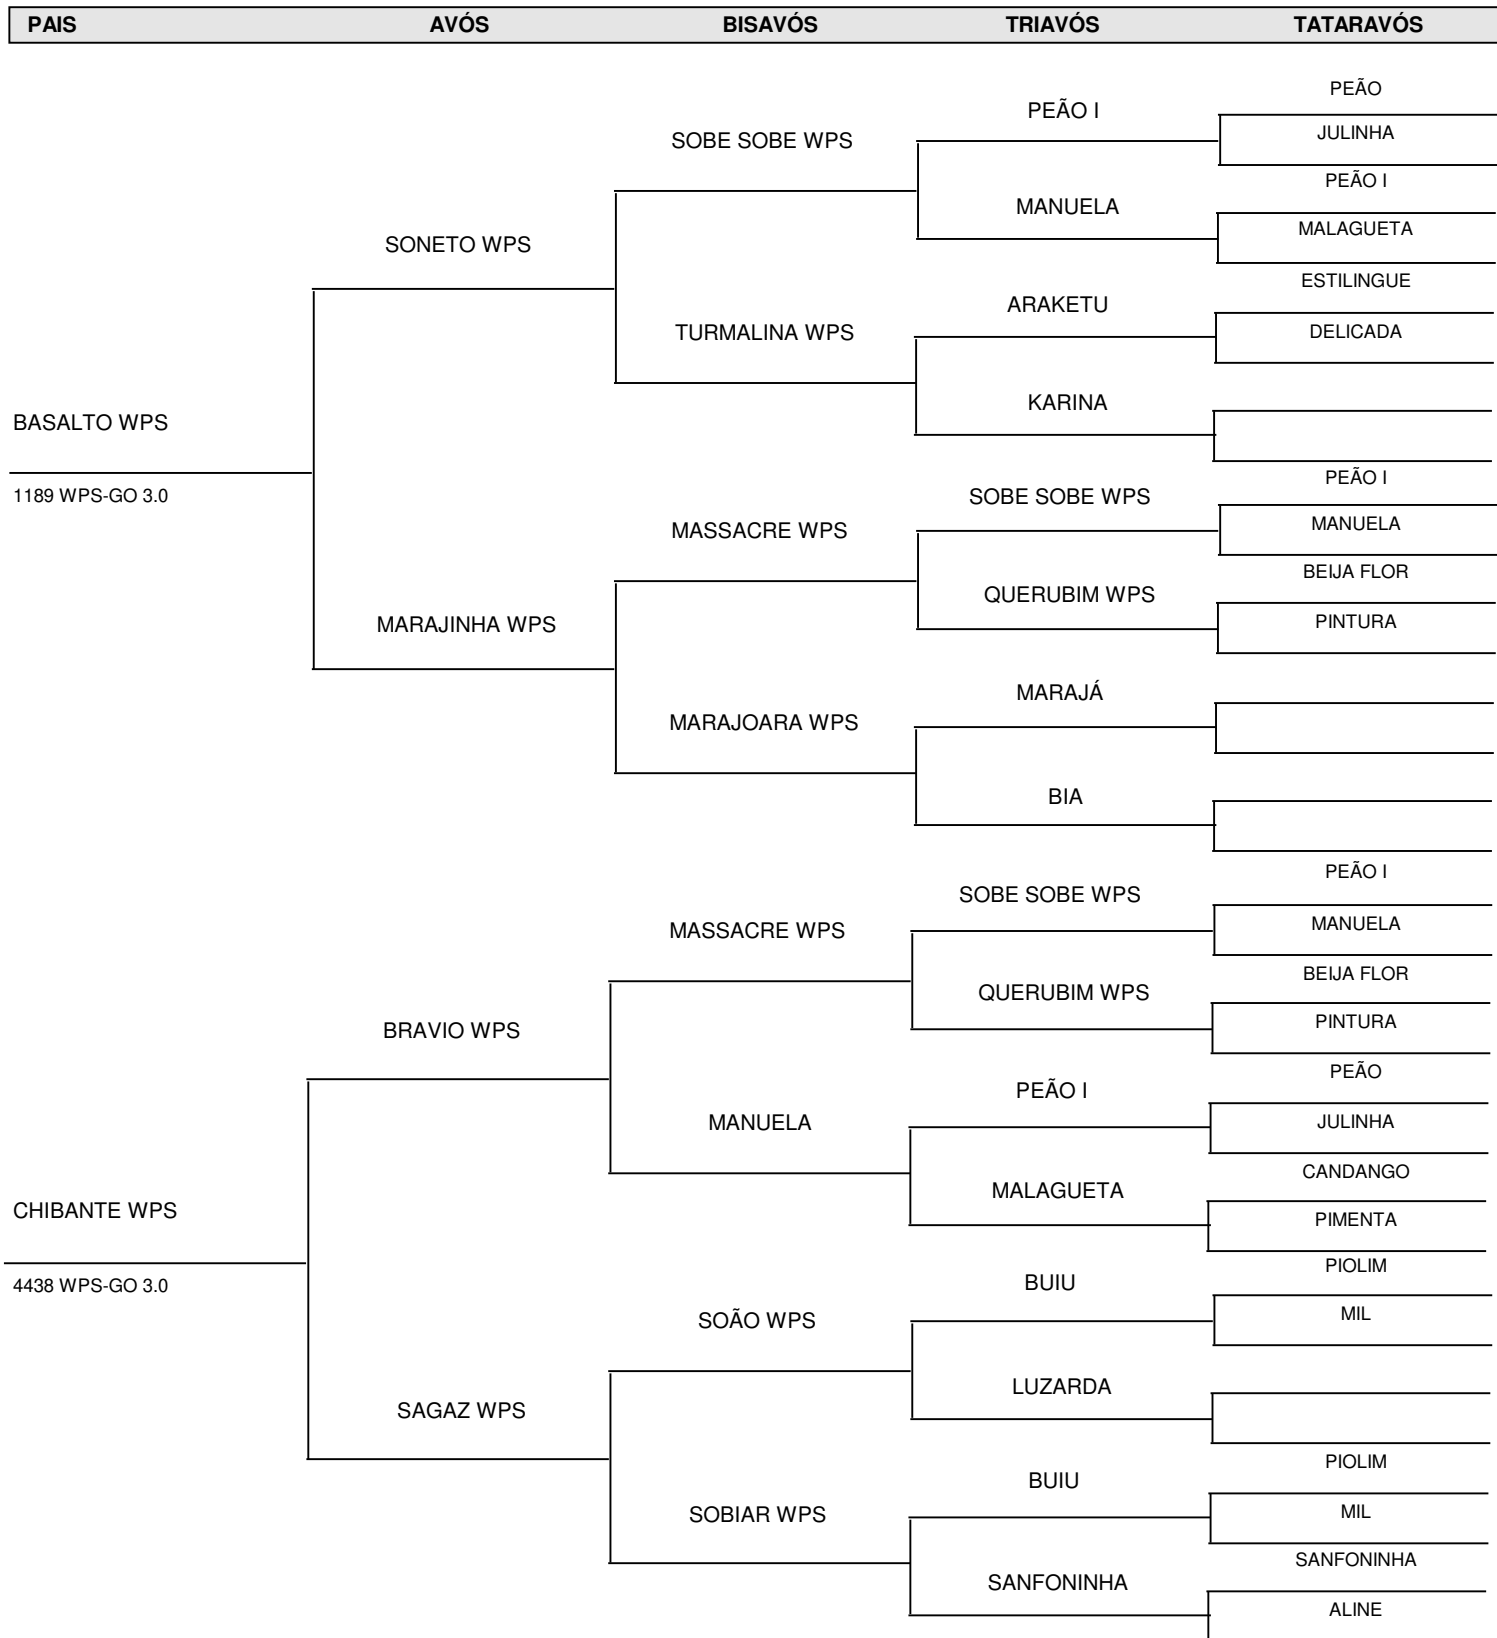 PAIS AVÓS BISAVÓS TRIAVÓS TATARAVÓS
PEÃO
PEÃO I
JULINHA
SOBE SOBE WPS
PEÃO I
MANUELA
MALAGUETA
SONETO WPS
ESTILINGUE
ARAKETU
DELICADA
TURMALINA WPS
KARINA
BASALTO WPS
PEÃO I
1189 WPS-GO 3.0
SOBE SOBE WPS
MANUELA
MASSACRE WPS
BEIJA FLOR
QUERUBIM WPS
PINTURA
MARAJINHA WPS
MARAJÁ
MARAJOARA WPS
BIA
PEÃO I
SOBE SOBE WPS
MANUELA
MASSACRE WPS
BEIJA FLOR
QUERUBIM WPS
PINTURA
BRAVIO WPS
PEÃO
PEÃO I
JULINHA
MANUELA
CANDANGO
MALAGUETA
CHIBANTE WPS
PIMENTA
PIOLIM
4438 WPS-GO 3.0
BUIU
MIL
SOÃO WPS
LUZARDA
SAGAZ WPS
PIOLIM
BUIU
MIL
SOBIAR WPS
SANFONINHA
SANFONINHA
ALINE